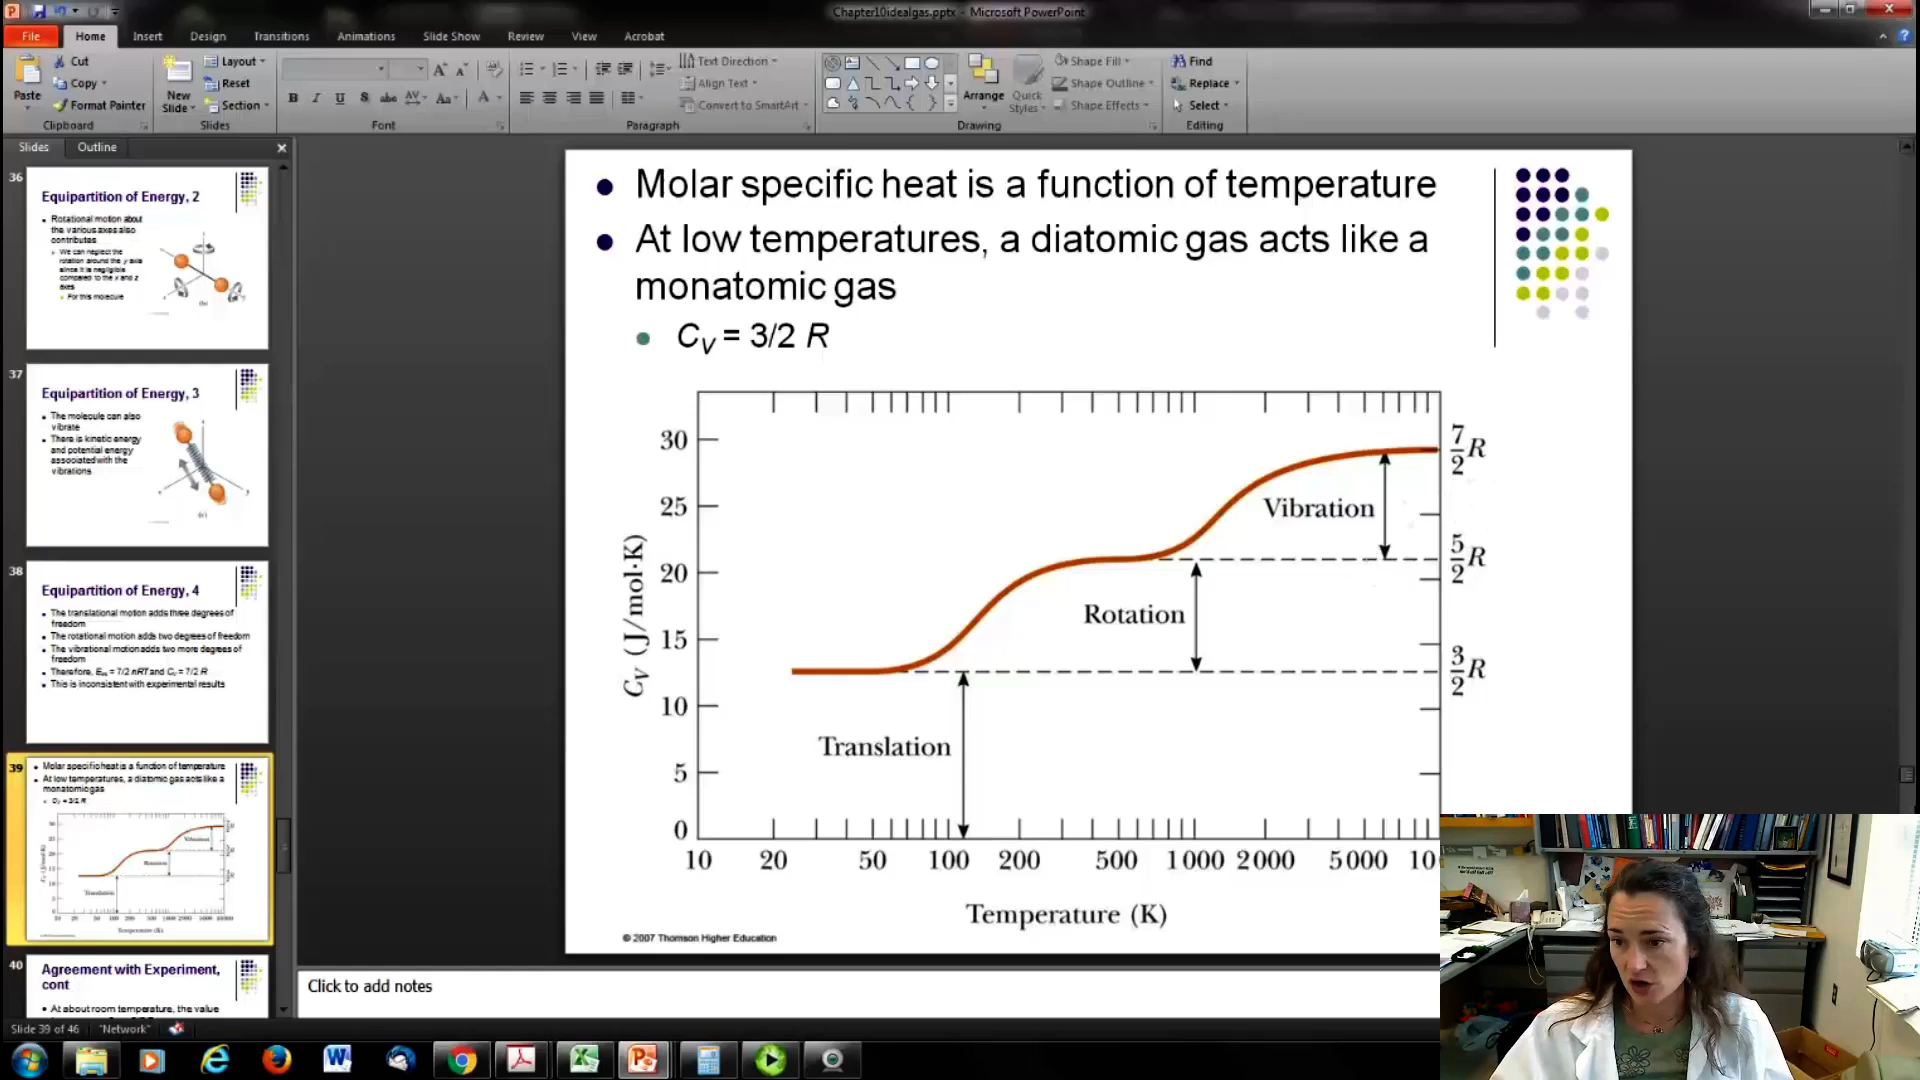 Chapter10idealgas.pptx - Microsoft PowerPoint
File Home Insert Design Transitions Animations Slide Show Review View Acrobat
Paste
Cut
Copy
Format Painter
Clipboard
New Slide
Layout
Reset
Section
Slides
B I U S abc AV Aa A
Font
Text Direction
Align Text
Convert to SmartArt
Paragraph
Arrange
Quick Styles
Shape Fill
Shape Outline
Shape Effects
Drawing
Find
Replace
Select
Editing
Slides Outline
36
Equipartition of Energy, 2
Rotational motion about
the various axes also
contributes
We can neglect the
rotation around the y axis
since it is negligible
compared to the x and z
axes
For this molecule
37
Equipartition of Energy, 3
The molecule can also
vibrate
There is kinetic energy
and potential energy
associated with the
vibrations
38
Equipartition of Energy, 4
The translational motion adds three degrees of
freedom
The rotational motion adds two degrees of freedom
The vibrational motion adds two more degrees of
freedom
Therefore, Eint = 7/2 nRT and CV = 7/2 R
This is inconsistent with experimental results
39
Molar specific heat is a function of temperature
At low temperatures, a diatomic gas acts like a
monatomic gas
CV = 3/2 R
40
Agreement with Experiment,
cont
At about room temperature, the value
Molar specific heat is a function of temperature
At low temperatures, a diatomic gas acts like a
monatomic gas
CV = 3/2 R
CV (J/mol·K)
30
25
20
15
10
5
0
7/2 R
5/2 R
3/2 R
Vibration
Rotation
Translation
10 20 50 100 200 500 1000 2000 5000 10
Temperature (K)
© 2007 Thomson Higher Education
Click to add notes
Slide 39 of 46 "Network"